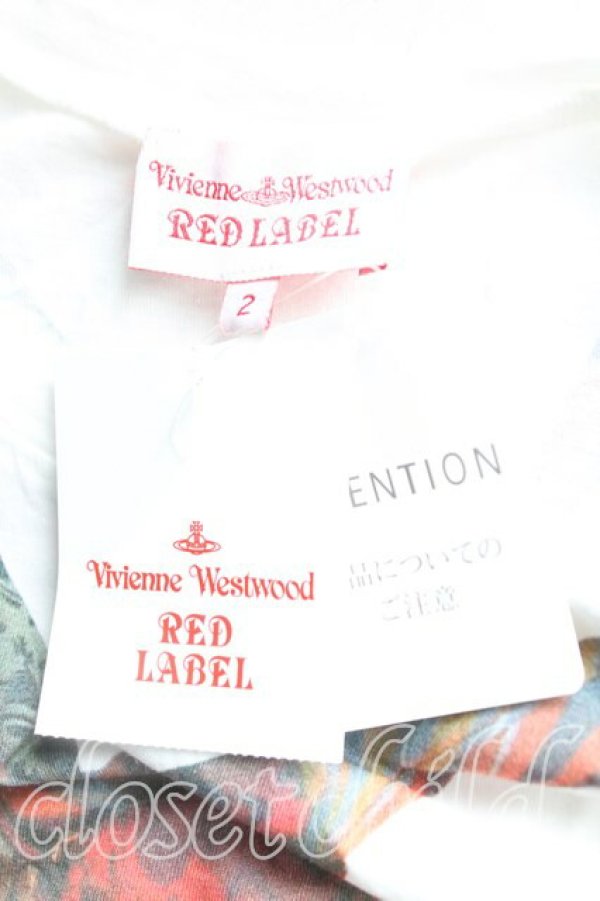 Vivienne Westwood
RED LABEL
2
ENTION
品についての
ご注意
Vivienne Westwood
RED
LABEL
closet child